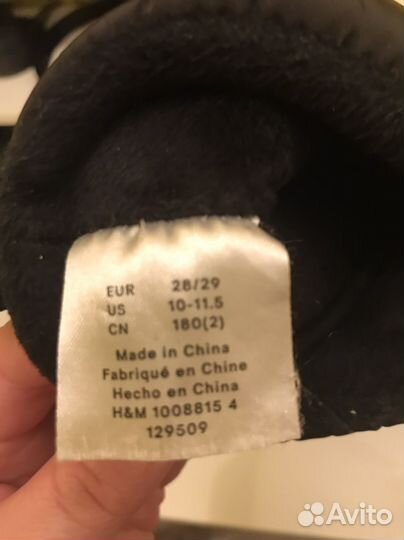 EUR 28/29
US 10-11.5
CN 180(2)
Made in China
Fabriqué en Chine
Hecho en China
H&M 1008815 4
129509
Avito